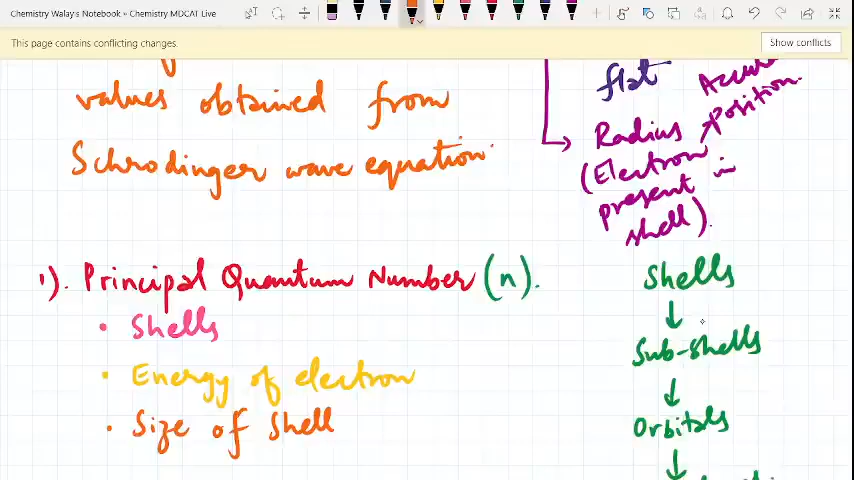 Chemistry Walay's Notebook » Chemistry MDCAT Live
This page contains conflicting changes.
Show conflicts
values obtained from
Schrodinger wave equation.
flat
Radius
Position.
(Electron
present in
shell).
1). Principal Quantum Number (n).
• Shells
• Energy of electron
• Size of Shell
Shells
↓
Sub-shells
↓
Orbitals
↓